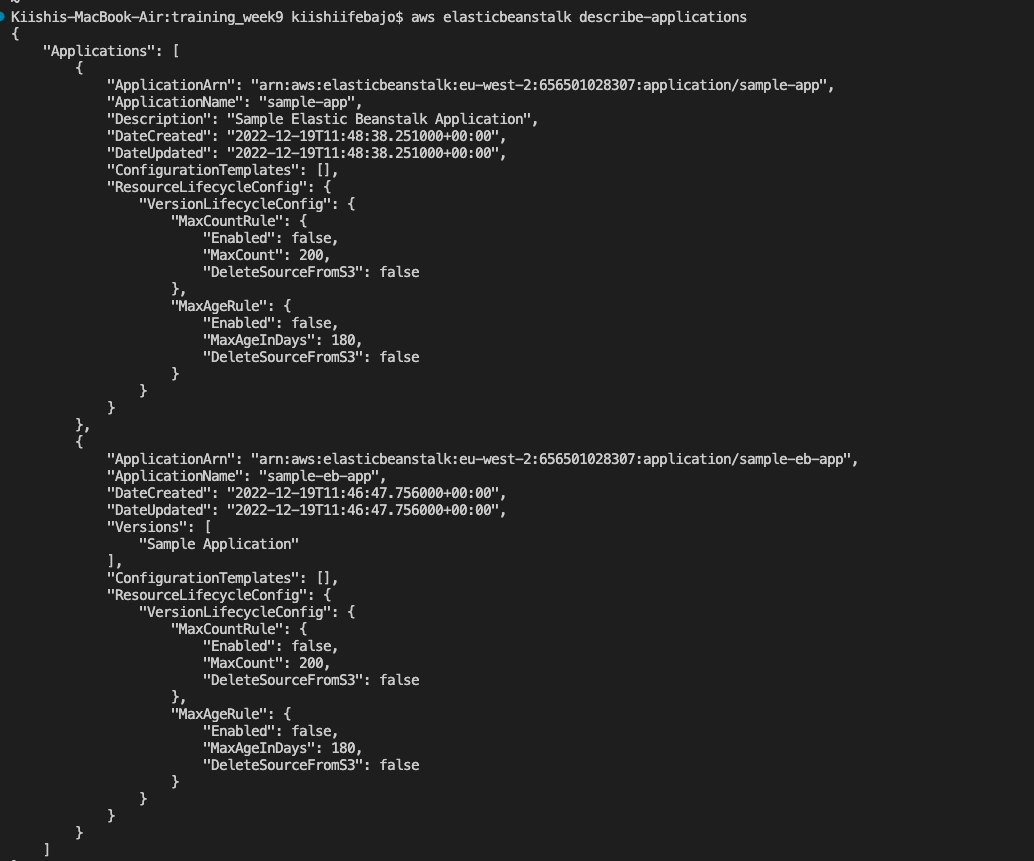 Kiishis-MacBook-Air:training_week9 kiishiifebajo$ aws elasticbeanstalk describe-applications
{
    "Applications": [
        {
            "ApplicationArn": "arn:aws:elasticbeanstalk:eu-west-2:656501028307:application/sample-app",
            "ApplicationName": "sample-app",
            "Description": "Sample Elastic Beanstalk Application",
            "DateCreated": "2022-12-19T11:48:38.251000+00:00",
            "DateUpdated": "2022-12-19T11:48:38.251000+00:00",
            "ConfigurationTemplates": [],
            "ResourceLifecycleConfig": {
                "VersionLifecycleConfig": {
                    "MaxCountRule": {
                        "Enabled": false,
                        "MaxCount": 200,
                        "DeleteSourceFromS3": false
                    },
                    "MaxAgeRule": {
                        "Enabled": false,
                        "MaxAgeInDays": 180,
                        "DeleteSourceFromS3": false
                    }
                }
            }
        },
        {
            "ApplicationArn": "arn:aws:elasticbeanstalk:eu-west-2:656501028307:application/sample-eb-app",
            "ApplicationName": "sample-eb-app",
            "DateCreated": "2022-12-19T11:46:47.756000+00:00",
            "DateUpdated": "2022-12-19T11:46:47.756000+00:00",
            "Versions": [
                "Sample Application"
            ],
            "ConfigurationTemplates": [],
            "ResourceLifecycleConfig": {
                "VersionLifecycleConfig": {
                    "MaxCountRule": {
                        "Enabled": false,
                        "MaxCount": 200,
                        "DeleteSourceFromS3": false
                    },
                    "MaxAgeRule": {
                        "Enabled": false,
                        "MaxAgeInDays": 180,
                        "DeleteSourceFromS3": false
                    }
                }
            }
        }
    ]